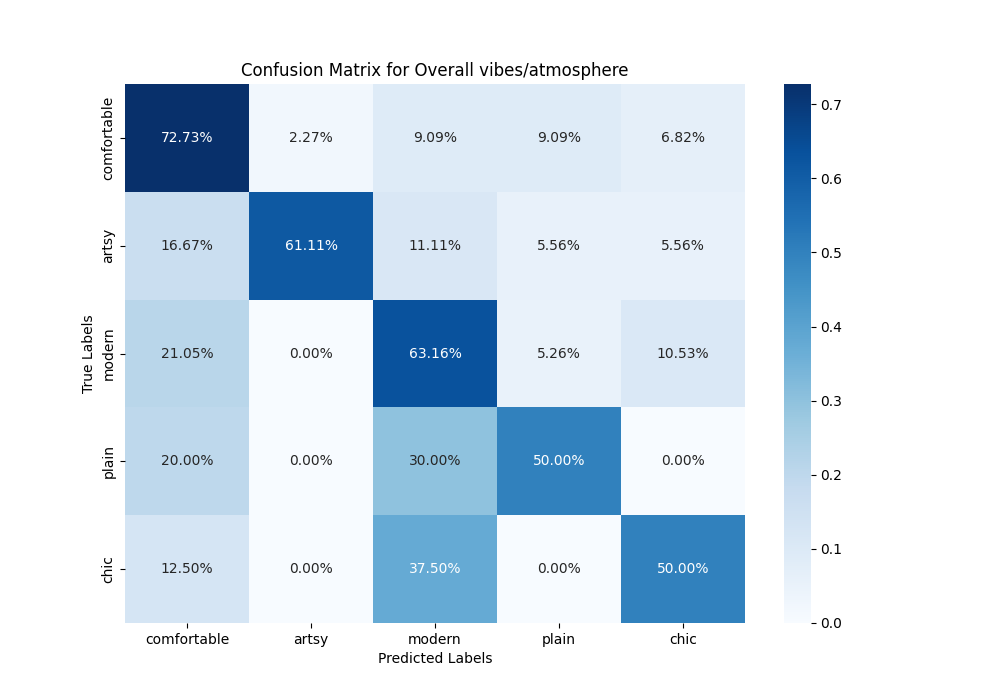 Confusion Matrix for Overall vibes/atmosphere
True Labels
comfortable 72.73% 2.27% 9.09% 9.09% 6.82%
artsy 16.67% 61.11% 11.11% 5.56% 5.56%
modern 21.05% 0.00% 63.16% 5.26% 10.53%
plain 20.00% 0.00% 30.00% 50.00% 0.00%
chic 12.50% 0.00% 37.50% 0.00% 50.00%
comfortable artsy modern plain chic
Predicted Labels
0.7
0.6
0.5
0.4
0.3
0.2
0.1
0.0